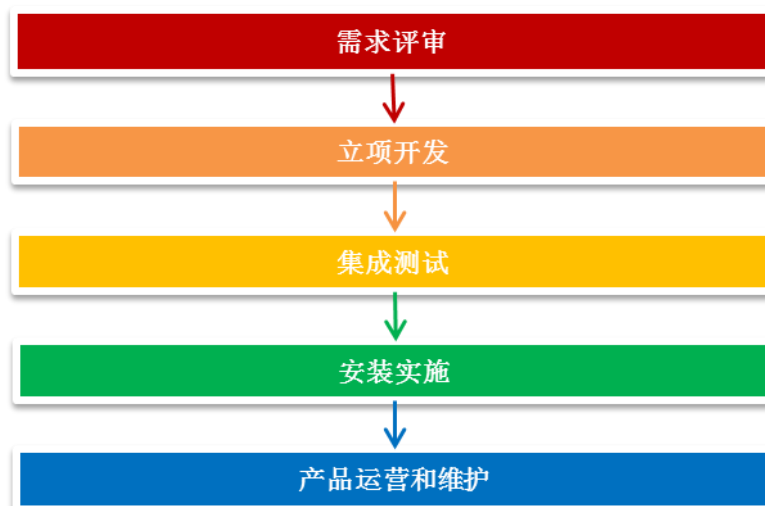 需求评审
立项开发
集成测试
安装实施
产品运营和维护